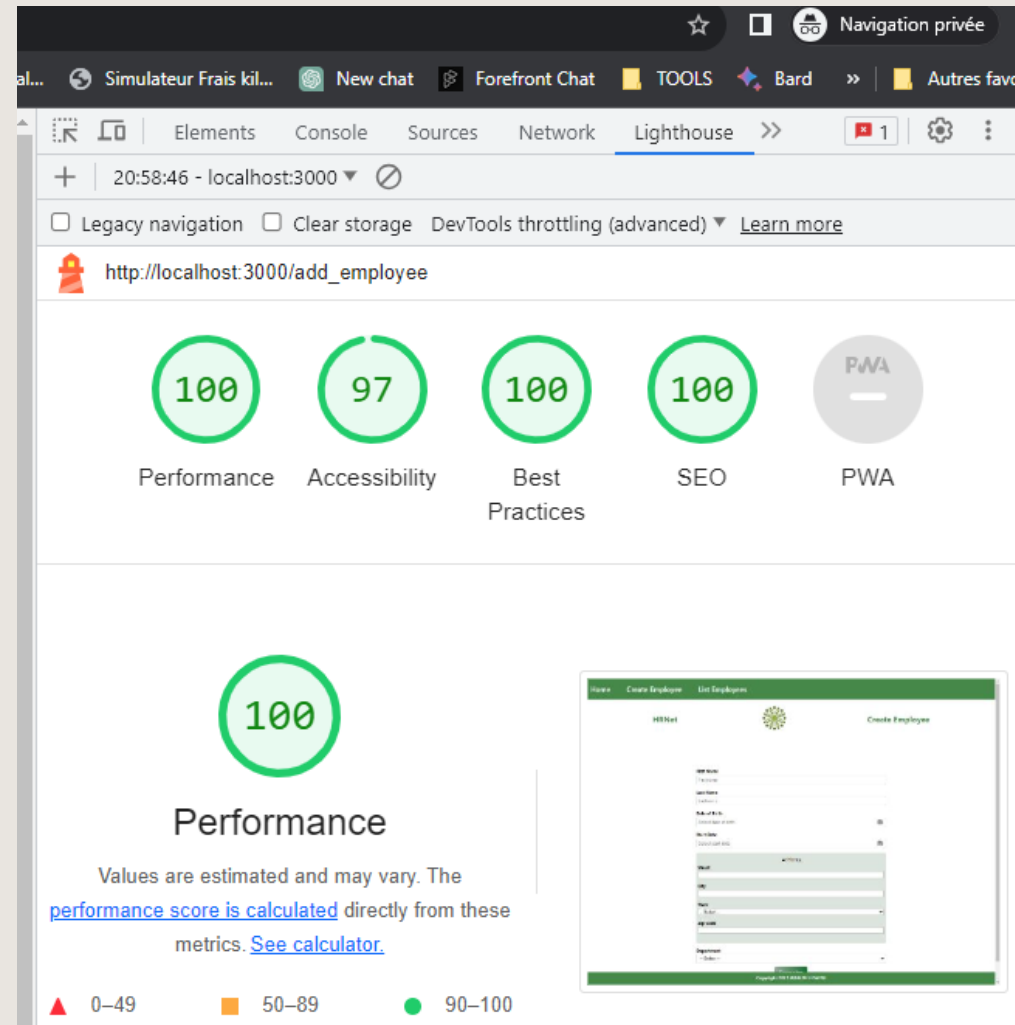 Navigation privée
al... Simulateur Frais kil... New chat Forefront Chat TOOLS Bard » Autres favo
Elements Console Sources Network Lighthouse 1
20:58:46 - localhost:3000
Legacy navigation Clear storage DevTools throttling (advanced) Learn more
http://localhost:3000/add_employee
100 97 100 100 PWA
Performance Accessibility Best Practices SEO PWA
100
Performance
Values are estimated and may vary. The
performance score is calculated directly from these
metrics. See calculator.
0–49 50–89 90–100
Home Create Employee List Employees
HRNet Create Employee
Last Name
Department